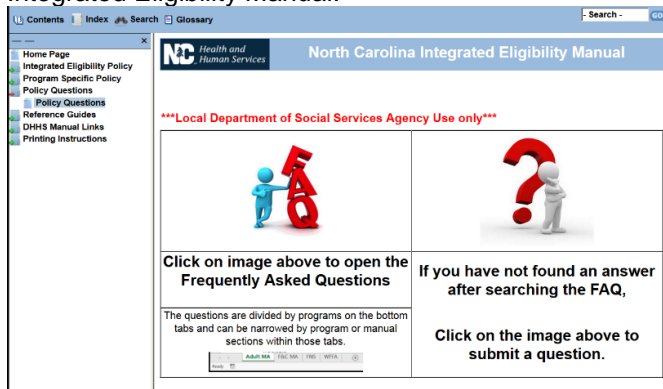 Integrated Eligibility Manual.
Contents Index Search Glossary
- Search -
GO
— —
x
Home Page
Integrated Eligibility Policy
Program Specific Policy
Policy Questions
Policy Questions
Reference Guides
DHHS Manual Links
Printing Instructions
NC Health and
Human Services
North Carolina Integrated Eligibility Manual
***Local Department of Social Services Agency Use only***
FAQ
?
Click on image above to open the
Frequently Asked Questions
The questions are divided by programs on the bottom
tabs and can be narrowed by program or manual
sections within those tabs.
Adult MA F&C MA FNS WFFA
Ready
If you have not found an answer
after searching the FAQ,
Click on the image above to
submit a question.